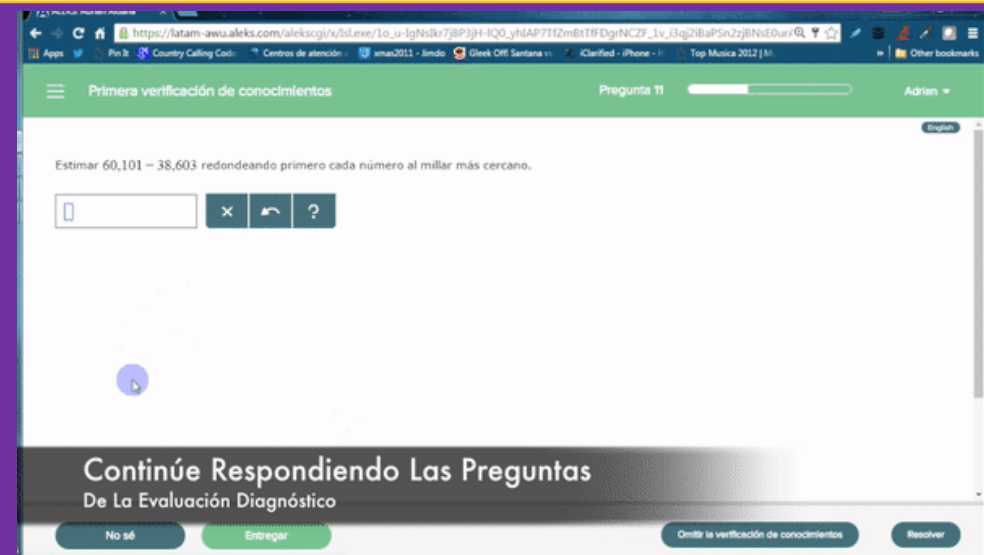 https://latam-awu.aleks.com/alekscgi/x/Isl.exe/1o_u-IgNsIkr7j8P3jH-IQ0_
Apps Pin It Country Calling Code Centros de atención xmas2011 - Jimdo Gleek Off! Santana iClarified - iPhone Top Musica 2012 | Other bookmarks
Primera verificación de conocimientos Pregunta 11 Adrian
English
Estimar 60,101 − 38,603 redondeando primero cada número al millar más cercano.
× ?
Continúe Respondiendo Las Preguntas
De La Evaluación Diagnóstico
No sé Entregar Omitir la verificación de conocimientos Resolver